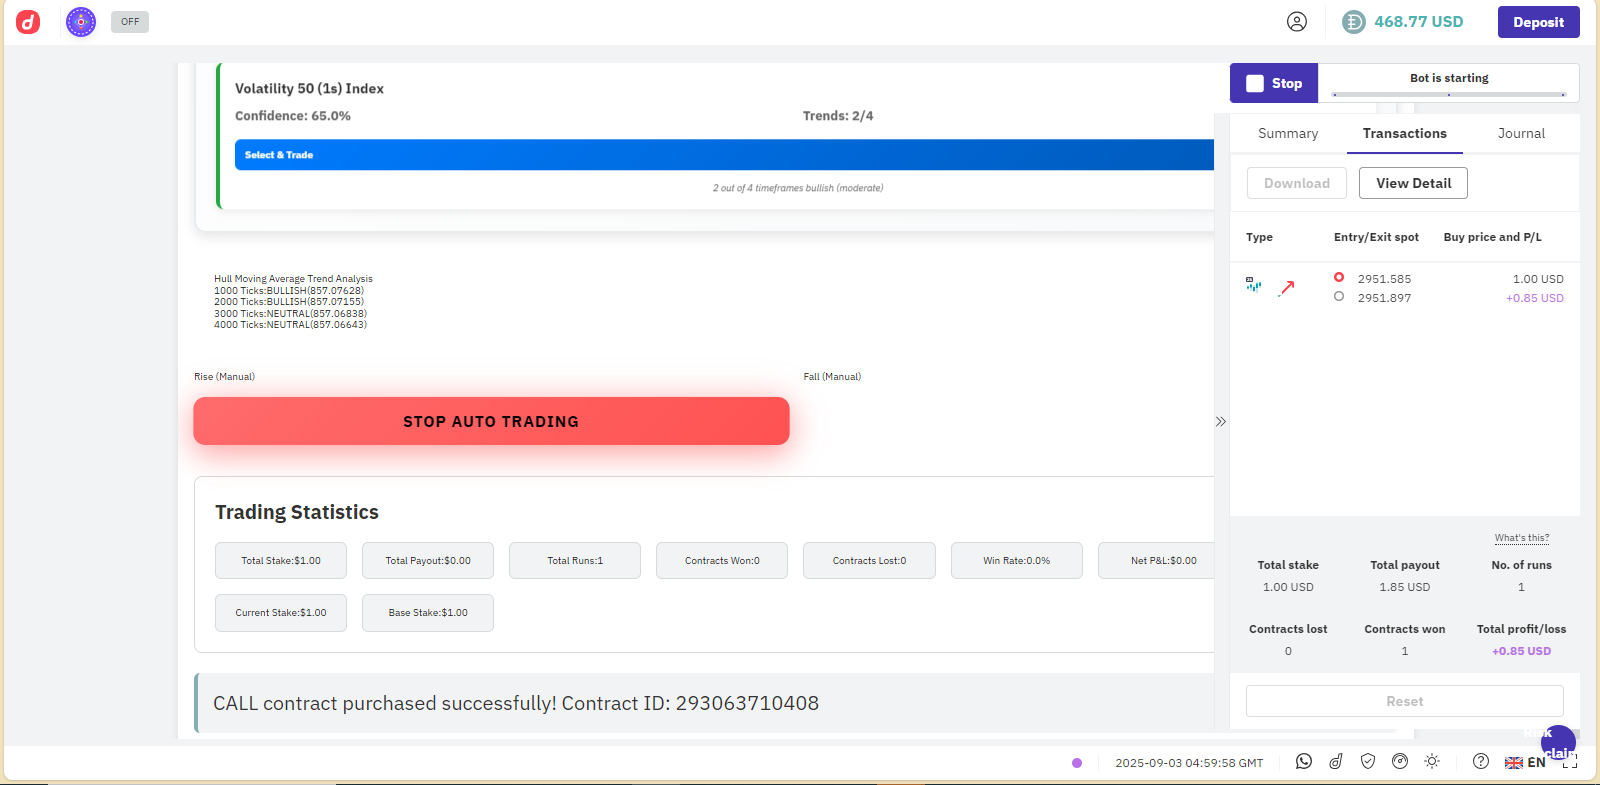 OFF
468.77 USD
Deposit
Volatility 50 (1s) Index
Confidence: 65.0%
Trends: 2/4
Select & Trade
2 out of 4 timeframes bullish (moderate)
Hull Moving Average Trend Analysis
1000 Ticks:BULLISH(857.07628)
2000 Ticks:BULLISH(857.07155)
3000 Ticks:NEUTRAL(857.06838)
4000 Ticks:NEUTRAL(857.06643)
Rise (Manual)
Fall (Manual)
STOP AUTO TRADING
Trading Statistics
Total Stake:$1.00
Total Payout:$0.00
Total Runs:1
Contracts Won:0
Contracts Lost:0
Win Rate:0.0%
Net P&L:$0.00
Current Stake:$1.00
Base Stake:$1.00
CALL contract purchased successfully! Contract ID: 293063710408
Stop
Bot is starting
Summary
Transactions
Journal
Download
View Detail
Type
Entry/Exit spot
Buy price and P/L
2951.585
1.00 USD
2951.897
+0.85 USD
What's this?
Total stake
Total payout
No. of runs
1.00 USD
1.85 USD
1
Contracts lost
Contracts won
Total profit/loss
0
1
+0.85 USD
Reset
Risk
claim
2025-09-03 04:59:58 GMT
EN